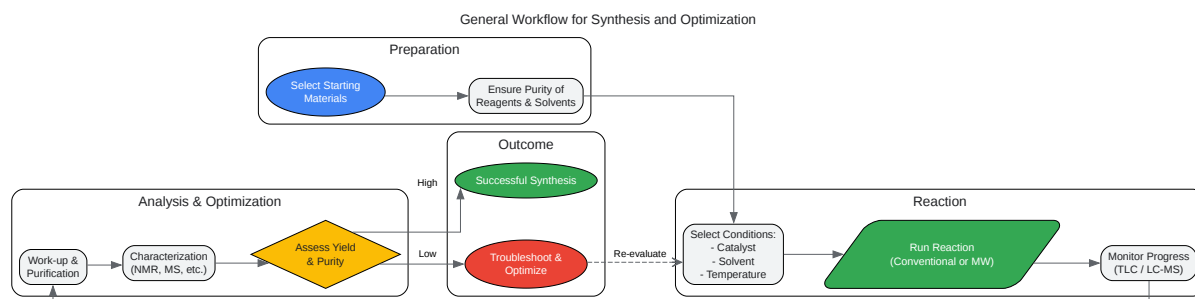 General Workflow for Synthesis and Optimization
Preparation
Select Starting
Materials
Ensure Purity of
Reagents & Solvents
Outcome
Successful Synthesis
Troubleshoot &
Optimize
High
Low
Re-evaluate
Analysis & Optimization
Work-up &
Purification
Characterization
(NMR, MS, etc.)
Assess Yield
& Purity
Reaction
Select Conditions:
- Catalyst
- Solvent
- Temperature
Run Reaction
(Conventional or MW)
Monitor Progress
(TLC / LC-MS)